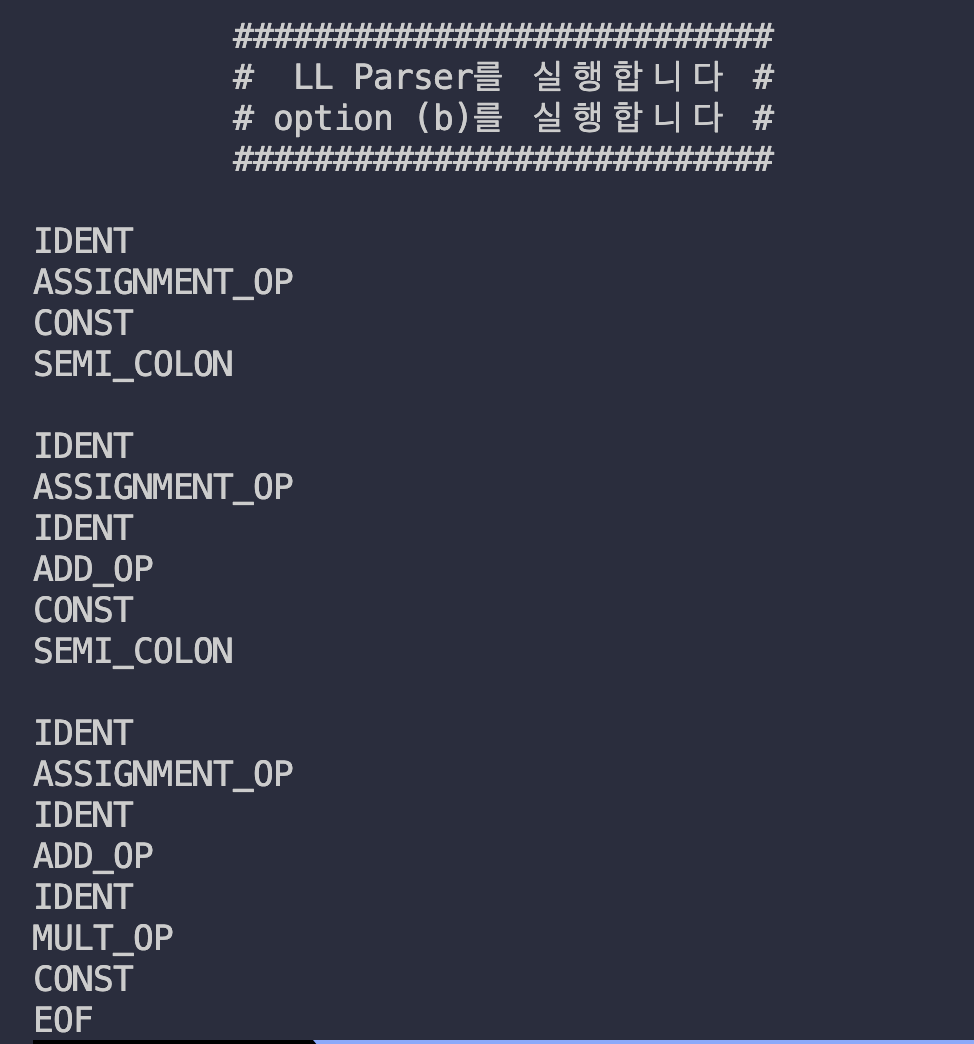 ###########################
#  LL Parser를 실행합니다 #
# option (b)를 실행합니다 #
###########################
IDENT
ASSIGNMENT_OP
CONST
SEMI_COLON
IDENT
ASSIGNMENT_OP
IDENT
ADD_OP
CONST
SEMI_COLON
IDENT
ASSIGNMENT_OP
IDENT
ADD_OP
IDENT
MULT_OP
CONST
EOF